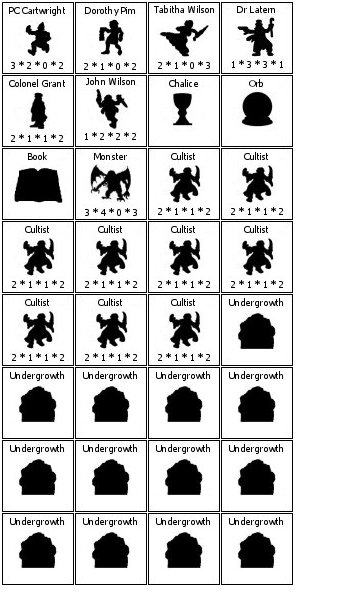 PC Cartwright
3 * 2 * 0 * 2
Dorothy Pim
2 * 1 * 0 * 2
Tabitha Wilson
2 * 1 * 0 * 3
Dr Latern
1 * 3 * 3 * 1
Colonel Grant
2 * 1 * 1 * 2
John Wilson
1 * 2 * 2 * 2
Chalice
Orb
Book
Monster
3 * 4 * 0 * 3
Cultist
2 * 1 * 1 * 2
Cultist
2 * 1 * 1 * 2
Cultist
2 * 1 * 1 * 2
Cultist
2 * 1 * 1 * 2
Cultist
2 * 1 * 1 * 2
Cultist
2 * 1 * 1 * 2
Cultist
2 * 1 * 1 * 2
Cultist
2 * 1 * 1 * 2
Cultist
2 * 1 * 1 * 2
Undergrowth
Undergrowth
Undergrowth
Undergrowth
Undergrowth
Undergrowth
Undergrowth
Undergrowth
Undergrowth
Undergrowth
Undergrowth
Undergrowth
Undergrowth